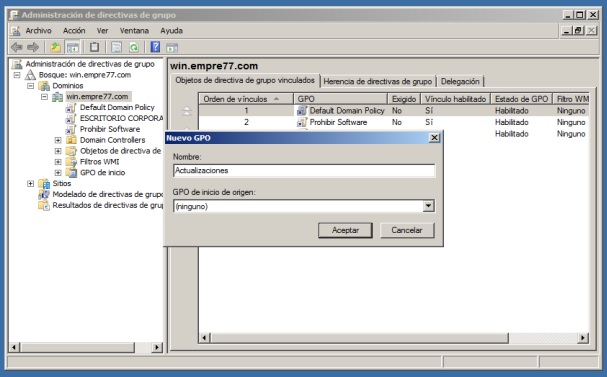 Administración de directivas de grupo
Archivo Acción Ver Ventana Ayuda
Administración de directivas de grupo
Bosque: win.empre77.com
Dominios
win.empre77.com
Default Domain Policy
ESCRITORIO CORPORA
Prohibir Software
Domain Controllers
Objetos de directiva de
Filtros WMI
GPO de inicio
Sitios
Modelado de directivas de grupo
Resultados de directivas de gru
win.empre77.com
Objetos de directiva de grupo vinculados Herencia de directivas de grupo Delegación
Orden de vínculos GPO Exigido Vínculo habilitado Estado de GPO Filtro WM
1 Default Domain Policy No Sí Habilitado Ninguno
2 Prohibir Software No Sí Habilitado Ninguno
Habilitado Ninguno
Nuevo GPO
Nombre:
Actualizaciones
GPO de inicio de origen:
(ninguno)
Aceptar Cancelar